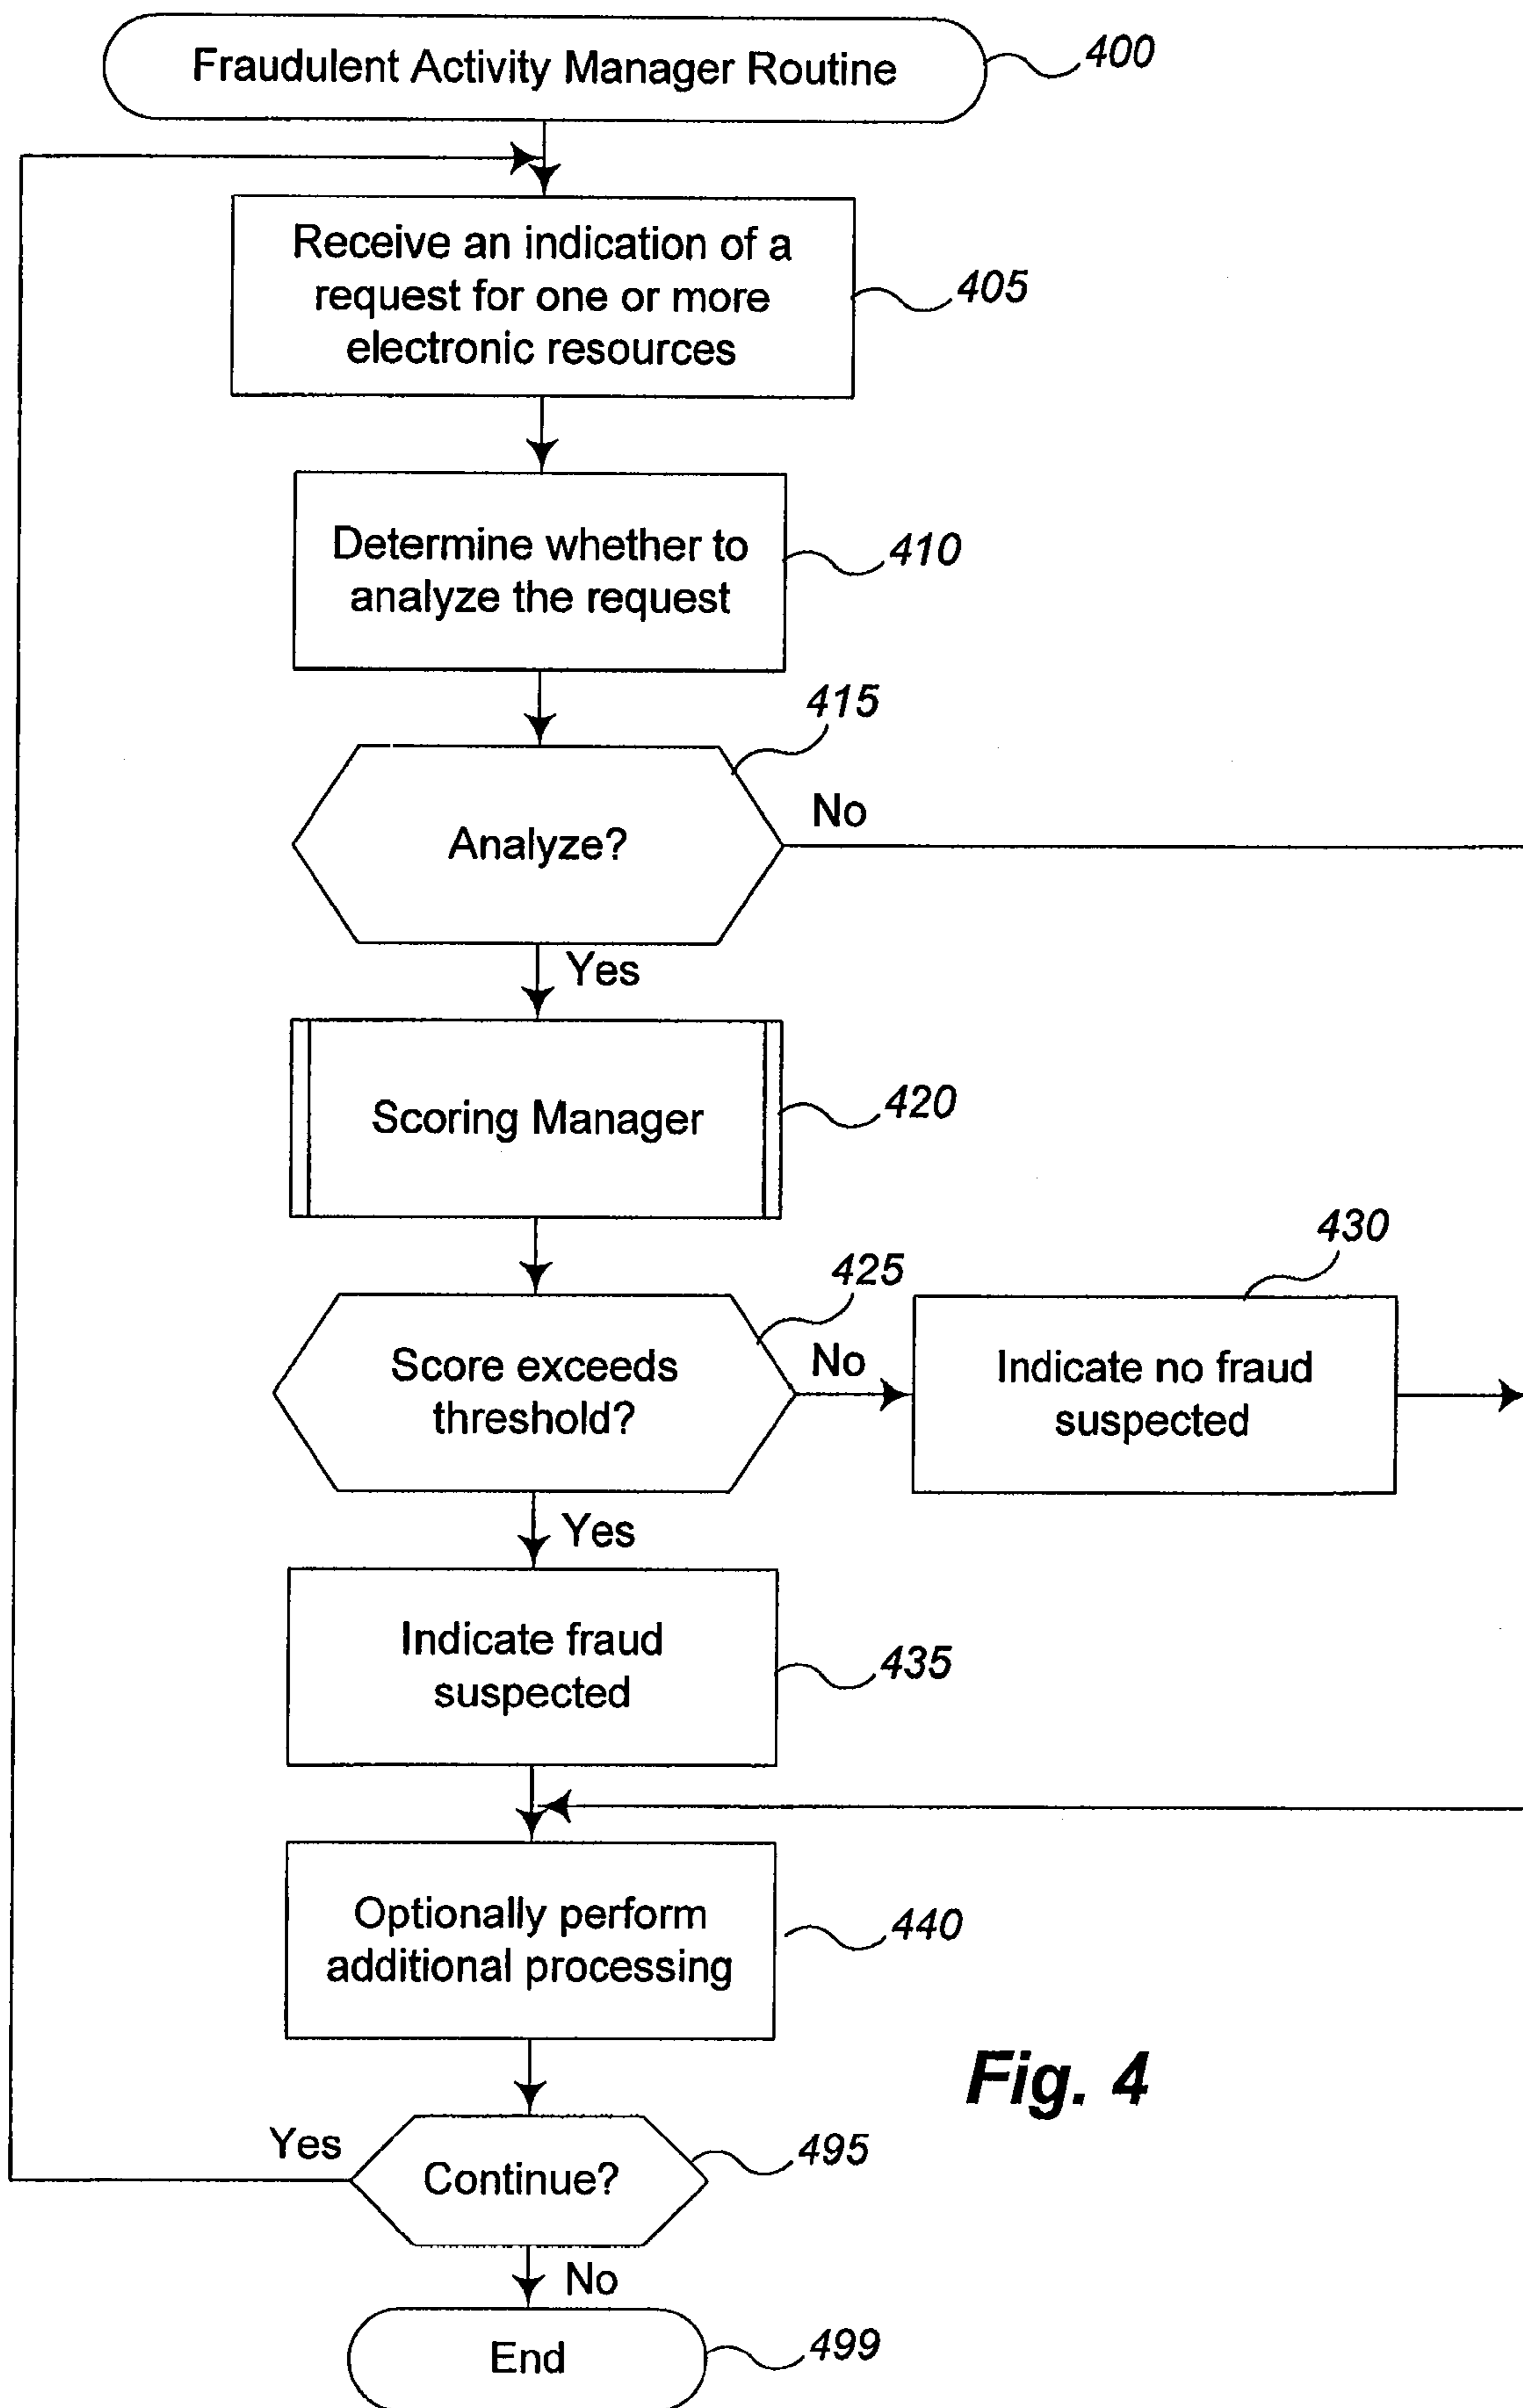 Fraudulent Activity Manager Routine
400
Receive an indication of a
request for one or more
electronic resources
405
Determine whether to
analyze the request
410
415
Analyze?
No
Yes
Scoring Manager
420
425
430
Score exceeds
threshold?
No
Indicate no fraud
suspected
Yes
Indicate fraud
suspected
435
Optionally perform
additional processing
440
Fig. 4
Yes
Continue?
495
No
End
499